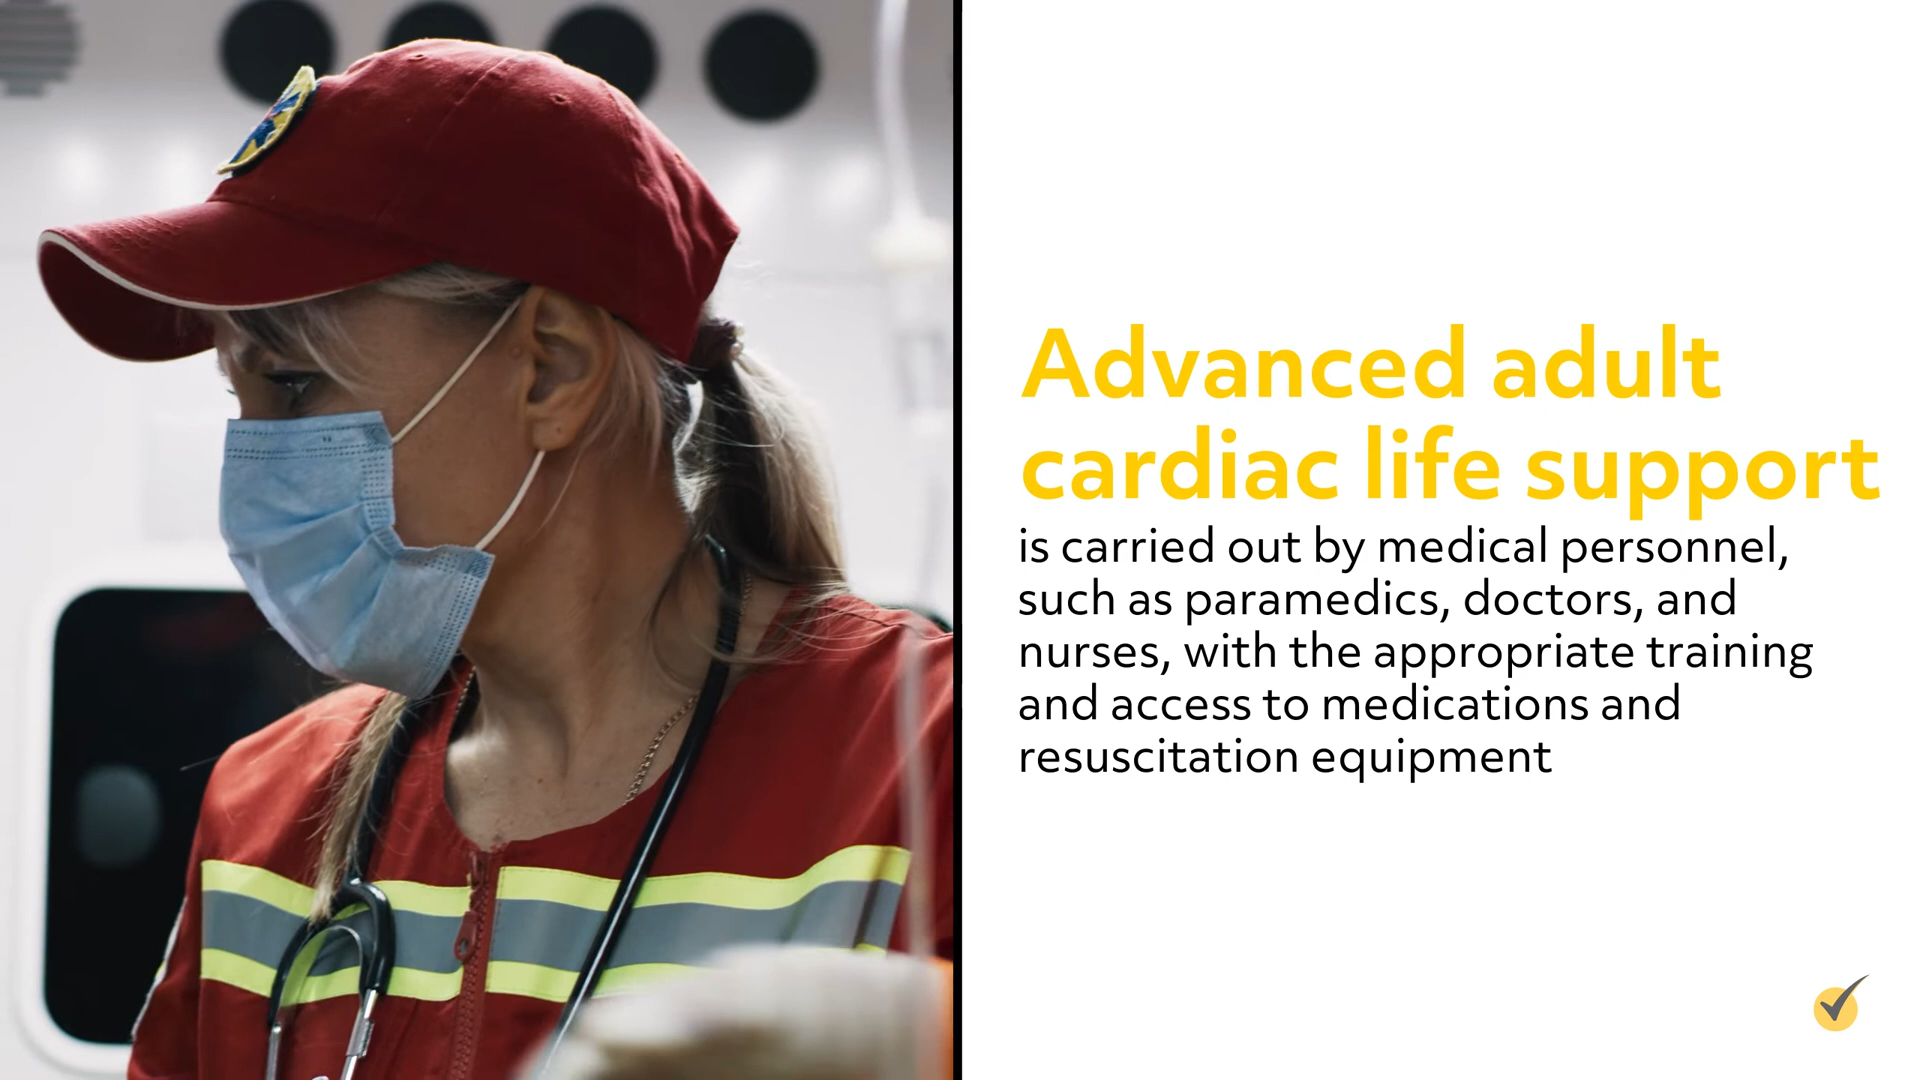 Advanced adult
cardiac life support
is carried out by medical personnel,
such as paramedics, doctors, and
nurses, with the appropriate training
and access to medications and
resuscitation equipment